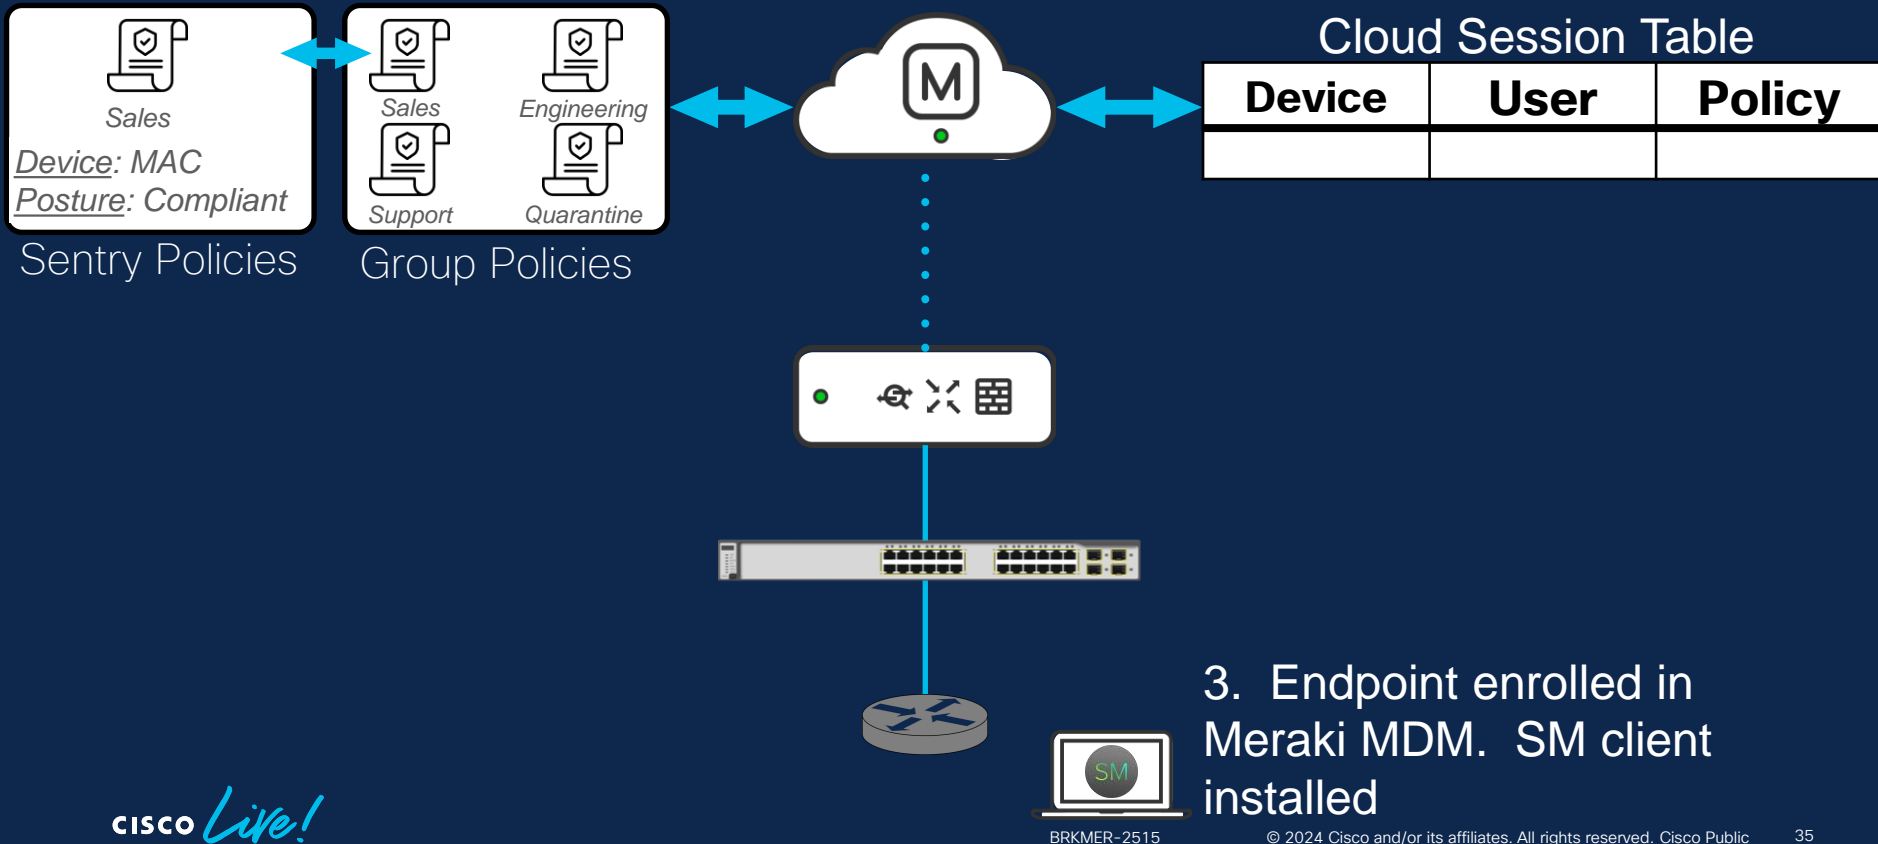 Sales
Device: MAC
Posture: Compliant
Sentry Policies
Sales
Engineering
Support
Quarantine
Group Policies
M
Cloud Session Table
Device User Policy
SM
3. Endpoint enrolled in
Meraki MDM. SM client
installed
CISCO Live!
BRKMER-2515
© 2024 Cisco and/or its affiliates. All rights reserved. Cisco Public
35